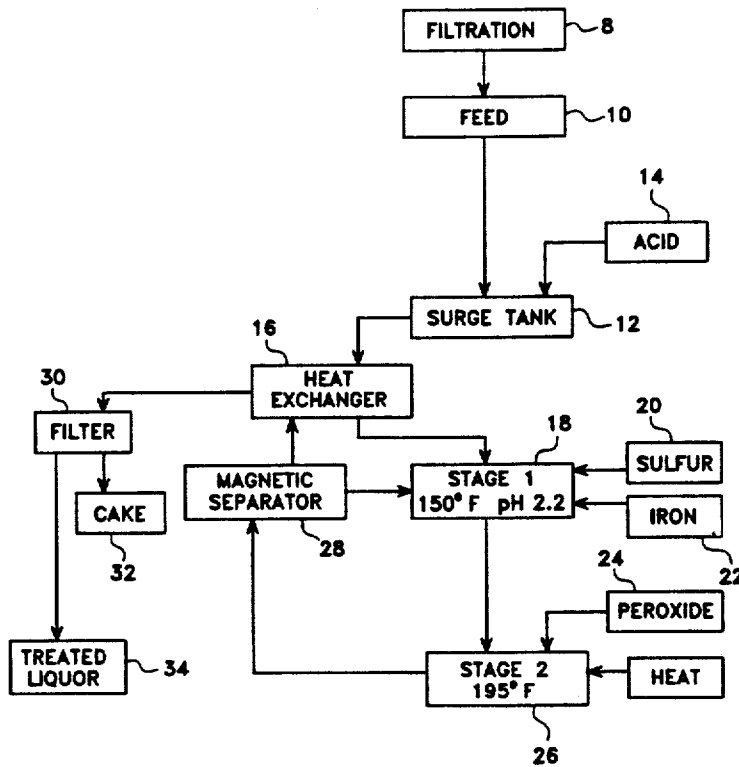 FILTRATION
8
FEED
10
14
ACID
SURGE TANK
12
16
HEAT
EXCHANGER
30
FILTER
18
20
SULFUR
MAGNETIC
SEPARATOR
28
STAGE 1
150° F pH 2.2
CAKE
32
IRON
22
24
PEROXIDE
TREATED
LIQUOR
34
STAGE 2
195° F
HEAT
26